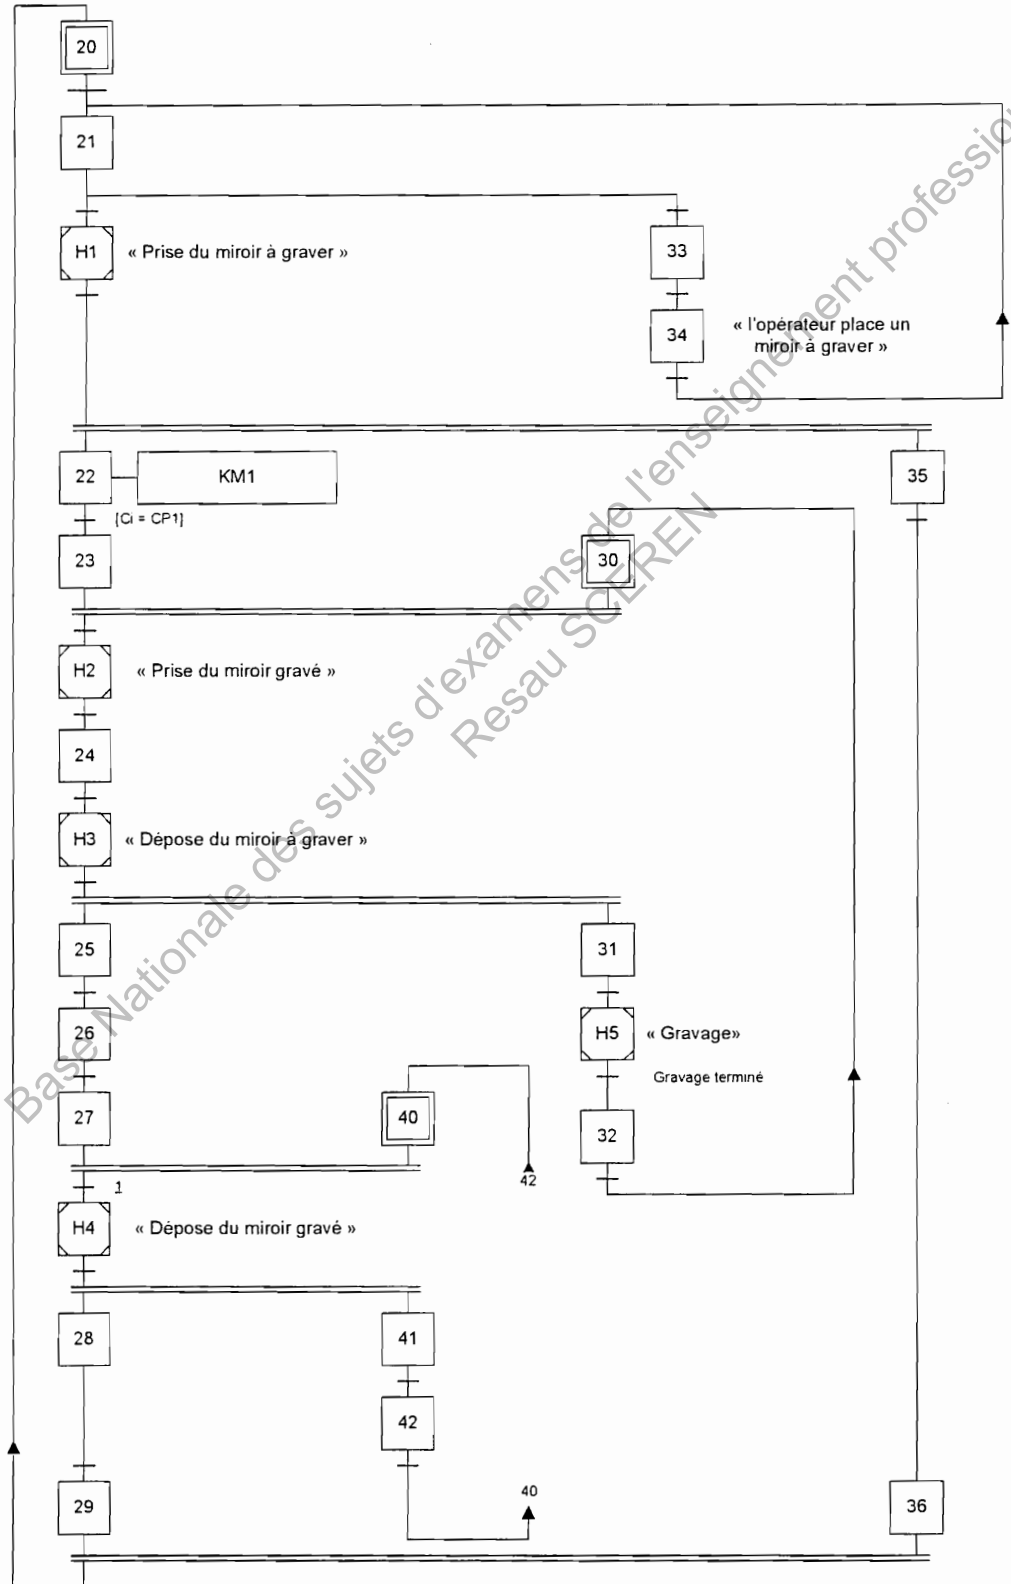 20
21
H1 « Prise du miroir à graver »
33
34 « l'opérateur place un
miroir à graver »
22 KM1 35
[Ci = CP1]
23 30
H2 « Prise du miroir gravé »
24
H3 « Dépose du miroir à graver »
25 31
26 H5 « Gravage»
Gravage terminé
27 40 32
42
1
H4 « Dépose du miroir gravé »
28 41
42
40
29 36
Base Nationale des sujets d'examens de l'enseignement
Resau SCEREN